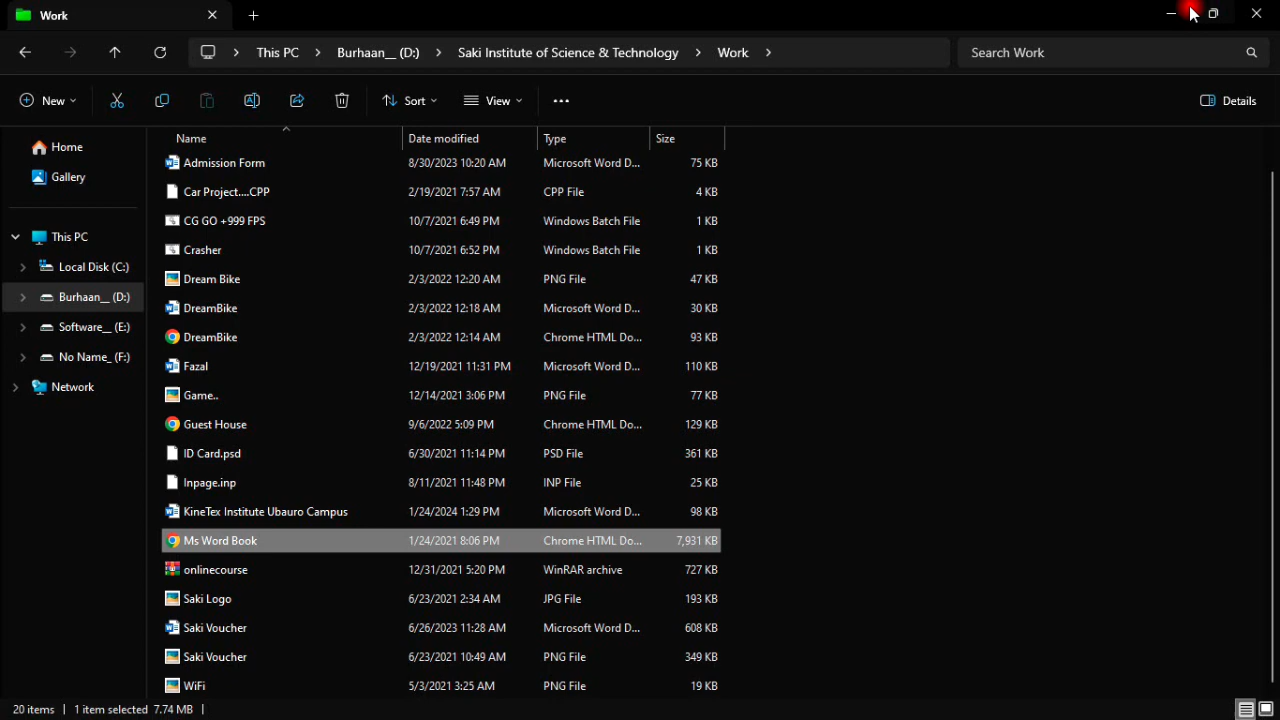 Work
This PC Burhaan__ (D:) Saki Institute of Science & Technology Work
Search Work
New Sort View Details
Home
Gallery
This PC
Local Disk (C:)
Burhaan__ (D:)
Software__ (E:)
No Name_ (F:)
Network
Name Date modified Type Size
Admission Form 8/30/2023 10:20 AM Microsoft Word D... 75 KB
Car Project....CPP 2/19/2021 7:57 AM CPP File 4 KB
CG GO +999 FPS 10/7/2021 6:49 PM Windows Batch File 1 KB
Crasher 10/7/2021 6:52 PM Windows Batch File 1 KB
Dream Bike 2/3/2022 12:20 AM PNG File 47 KB
DreamBike 2/3/2022 12:18 AM Microsoft Word D... 30 KB
DreamBike 2/3/2022 12:14 AM Chrome HTML Do... 93 KB
Fazal 12/19/2021 11:31 PM Microsoft Word D... 110 KB
Game.. 12/14/2021 3:06 PM PNG File 77 KB
Guest House 9/6/2022 5:09 PM Chrome HTML Do... 129 KB
ID Card.psd 6/30/2021 11:14 PM PSD File 361 KB
Inpage.inp 8/11/2021 11:48 PM INP File 25 KB
KineTex Institute Ubauro Campus 1/24/2024 1:29 PM Microsoft Word D... 98 KB
Ms Word Book 1/24/2021 8:06 PM Chrome HTML Do... 7,931 KB
onlinecourse 12/31/2021 5:20 PM WinRAR archive 727 KB
Saki Logo 6/23/2021 2:34 AM JPG File 193 KB
Saki Voucher 6/26/2023 11:28 AM Microsoft Word D... 608 KB
Saki Voucher 6/23/2021 10:49 AM PNG File 349 KB
WiFi 5/3/2021 3:25 AM PNG File 19 KB
20 items 1 item selected 7.74 MB